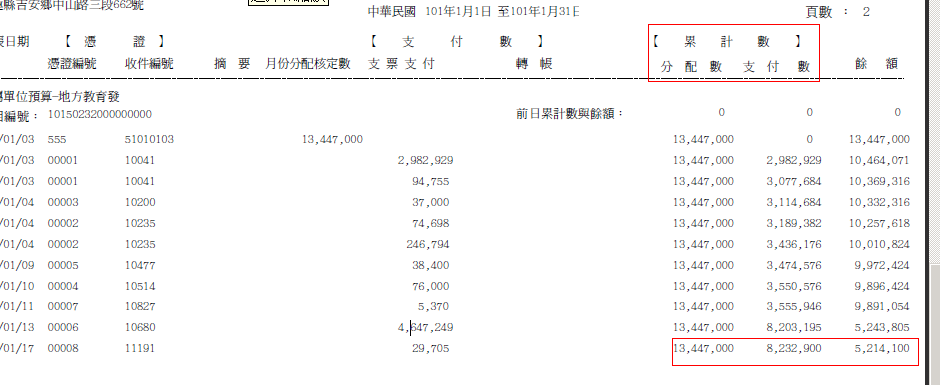 縣吉安鄉中山路三段662號
中華民國 101年1月1日 至101年1月31日 頁數 : 2
日期 【 憑 證 】 【 支 付 數 】 【 累 計 數 】
憑證編號 收件編號 摘 要 月份分配核定數 支票支付 轉 帳 分 配 數 支 付 數 餘 額
單位預算-地方教育發
編號: 10150232000000000 前日累計數與餘額: 0 0 0
/01/03 555 51010103 13,447,000 13,447,000 0 13,447,000
/01/03 00001 10041 2,982,929 13,447,000 2,982,929 10,464,071
/01/03 00001 10041 94,755 13,447,000 3,077,684 10,369,316
/01/04 00003 10200 37,000 13,447,000 3,114,684 10,332,316
/01/04 00002 10235 74,698 13,447,000 3,189,382 10,257,618
/01/04 00002 10235 246,794 13,447,000 3,436,176 10,010,824
/01/09 00005 10477 38,400 13,447,000 3,474,576 9,972,424
/01/10 00004 10514 76,000 13,447,000 3,550,576 9,896,424
/01/11 00007 10827 5,370 13,447,000 3,555,946 9,891,054
/01/13 00006 10680 4,647,249 13,447,000 8,203,195 5,243,805
/01/17 00008 11191 29,705 13,447,000 8,232,900 5,214,100